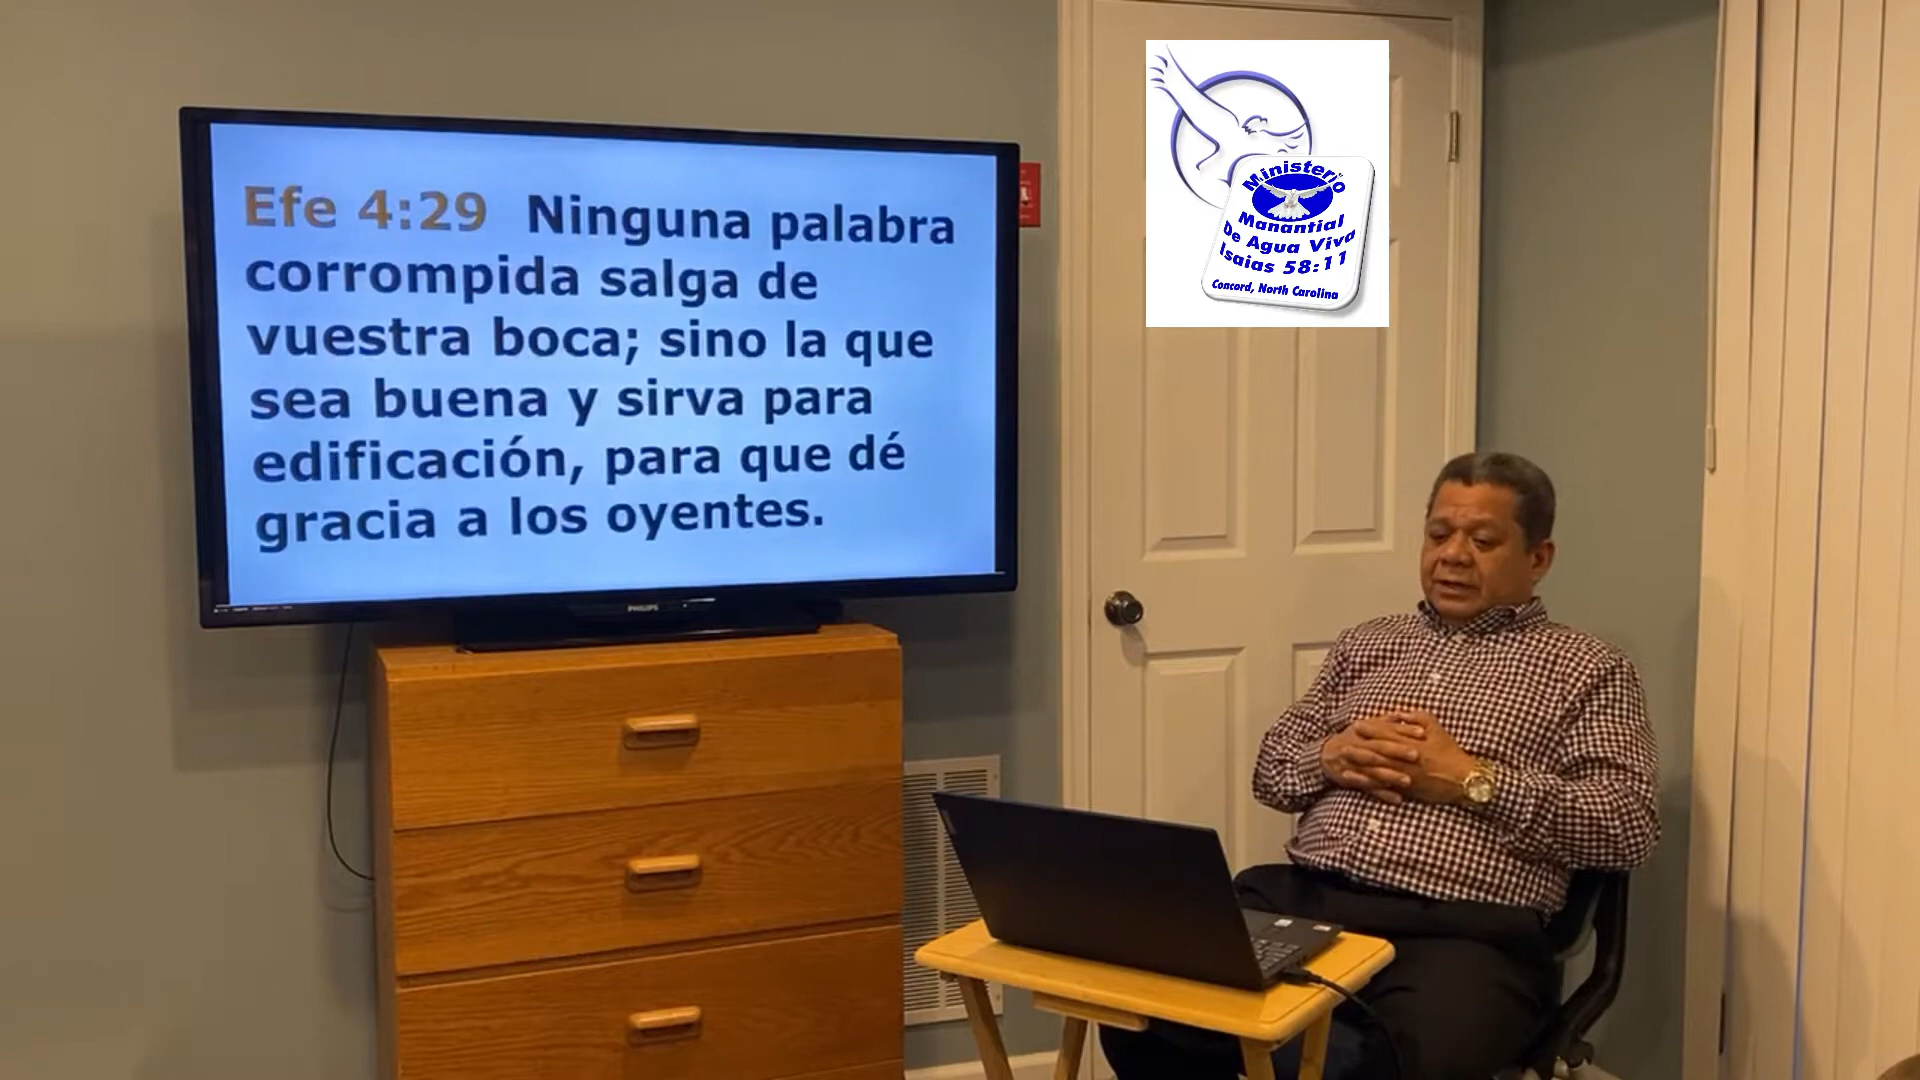 Efe 4:29 Ninguna palabra
corrompida salga de
vuestra boca; sino la que
sea buena y sirva para
edificación, para que dé
gracia a los oyentes.
PHILIPS
Ministerio
Manantial
De Agua Viva
Isaias 58:11
Concord, North Carolina